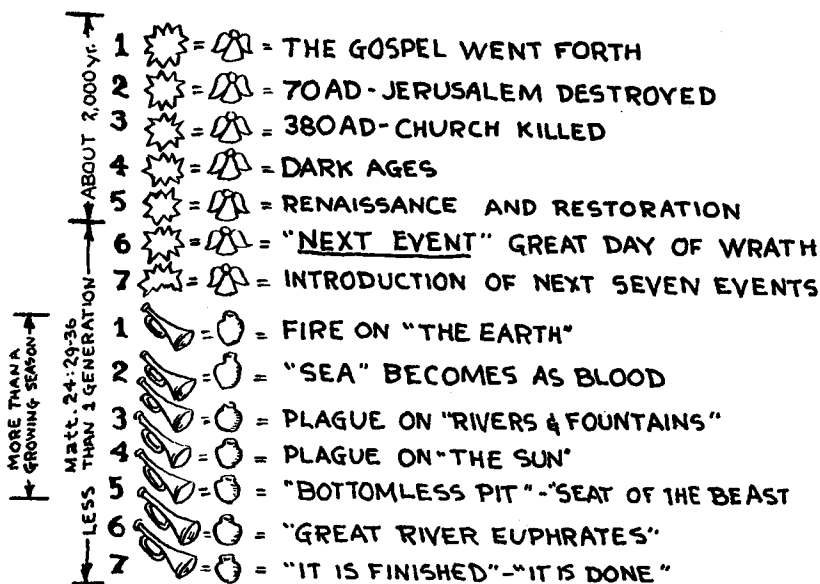 1 = = THE GOSPEL WENT FORTH
2 = = 70 AD - JERUSALEM DESTROYED
3 = = 380 AD - CHURCH KILLED
4 = = DARK AGES
5 = = RENAISSANCE AND RESTORATION
6 = = "NEXT EVENT" GREAT DAY OF WRATH
7 = = INTRODUCTION OF NEXT SEVEN EVENTS
1 = = FIRE ON "THE EARTH"
2 = = "SEA" BECOMES AS BLOOD
3 = = PLAGUE ON "RIVERS & FOUNTAINS"
4 = = PLAGUE ON "THE SUN"
5 = = "BOTTOMLESS PIT" - "SEAT OF THE BEAST
6 = = "GREAT RIVER EUPHRATES"
7 = = "IT IS FINISHED" - "IT IS DONE"
ABOUT 2,000 yr.
Matt. 24:29-36
LESS THAN 1 GENERATION
MORE THAN A
GROWING SEASON